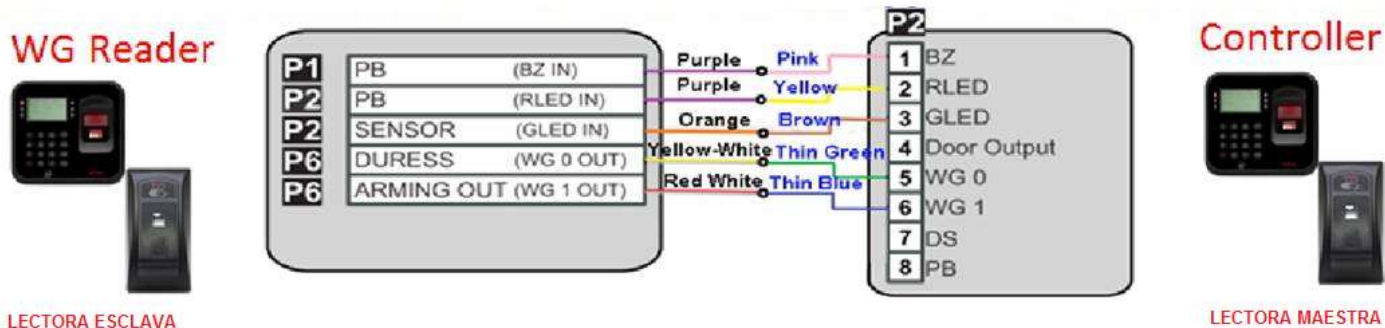 WG Reader
P1 PB (BZ IN)
P2 PB (RLED IN)
P2 SENSOR (GLED IN)
P6 DURESS (WG 0 OUT)
P6 ARMING OUT (WG 1 OUT)
Purple Pink
Purple Yellow
Orange Brown
Yellow-White Thin Green
Red White Thin Blue
P2
1 BZ
2 RLED
3 GLED
4 Door Output
5 WG 0
6 WG 1
7 DS
8 PB
Controller
LECTORA ESCLAVA
LECTORA MAESTRA